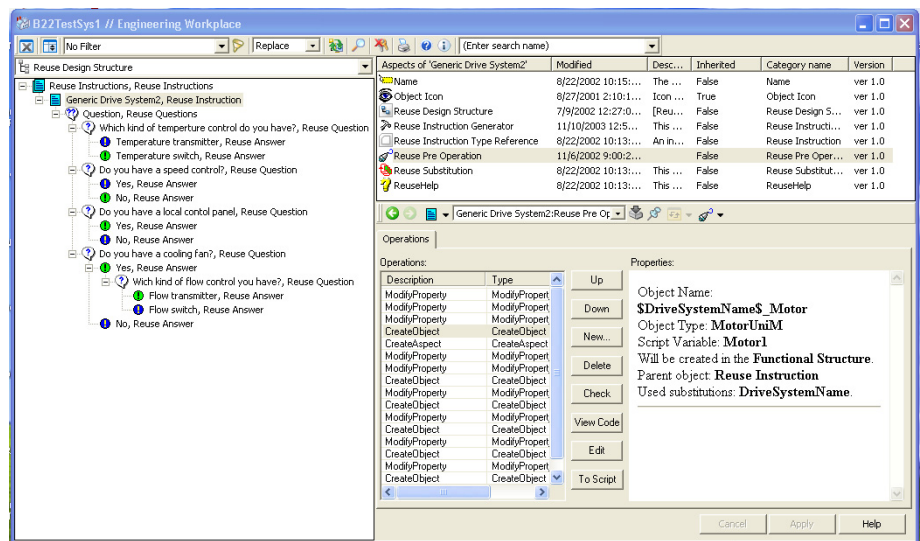 B22TestSys1 // Engineering Workplace
No Filter
Replace
(Enter search name)
Reuse Design Structure
Reuse Instructions, Reuse Instructions
Generic Drive System2, Reuse Instruction
Question, Reuse Questions
Which kind of temperture control do you have?, Reuse Question
Temperature transmitter, Reuse Answer
Temperature switch, Reuse Answer
Do you have a speed control?, Reuse Question
Yes, Reuse Answer
No, Reuse Answer
Do you have a local contol panel, Reuse Question
Yes, Reuse Answer
No, Reuse Answer
Do you have a cooling fan?, Reuse Question
Yes, Reuse Answer
Wich kind of flow control you have?, Reuse Question
Flow transmitter, Reuse Answer
Flow switch, Reuse Answer
No, Reuse Answer
Aspects of 'Generic Drive System2' Modified Desc... Inherited Category name Version
Name 8/22/2002 10:15:... The ... False Name ver 1.0
Object Icon 8/27/2001 2:10:1... Icon ... True Object Icon ver 1.0
Reuse Design Structure 7/9/2002 12:27:0... [Reu... False Reuse Design S... ver 1.0
Reuse Instruction Generator 11/10/2003 12:5... This ... False Reuse Instructi... ver 1.0
Reuse Instruction Type Reference 8/22/2002 10:13:... An in... False Reuse Instruction ver 1.0
Reuse Pre Operation 11/6/2002 9:00:2... False Reuse Pre Oper... ver 1.0
Reuse Substitution 8/22/2002 10:13:... This ... False Reuse Substitut... ver 1.0
ReuseHelp 8/22/2002 10:13:... This ... False ReuseHelp ver 1.0
Generic Drive System2:Reuse Pre Op
Operations
Operations:
Description Type
ModifyProperty ModifyPropert
ModifyProperty ModifyPropert
ModifyProperty ModifyPropert
CreateObject CreateObject
CreateAspect CreateAspect
ModifyProperty ModifyPropert
ModifyProperty ModifyPropert
CreateObject CreateObject
ModifyProperty ModifyPropert
CreateObject CreateObject
ModifyProperty ModifyPropert
CreateObject CreateObject
ModifyProperty ModifyPropert
CreateObject CreateObject
ModifyProperty ModifyPropert
CreateObject CreateObject
Up
Down
New...
Delete
Check
View Code
Edit
To Script
Properties:
Object Name:
$DriveSystemName$_Motor
Object Type: MotorUniM
Script Variable: Motor1
Will be created in the Functional Structure.
Parent object: Reuse Instruction
Used substitutions: DriveSystemName.
Cancel
Apply
Help